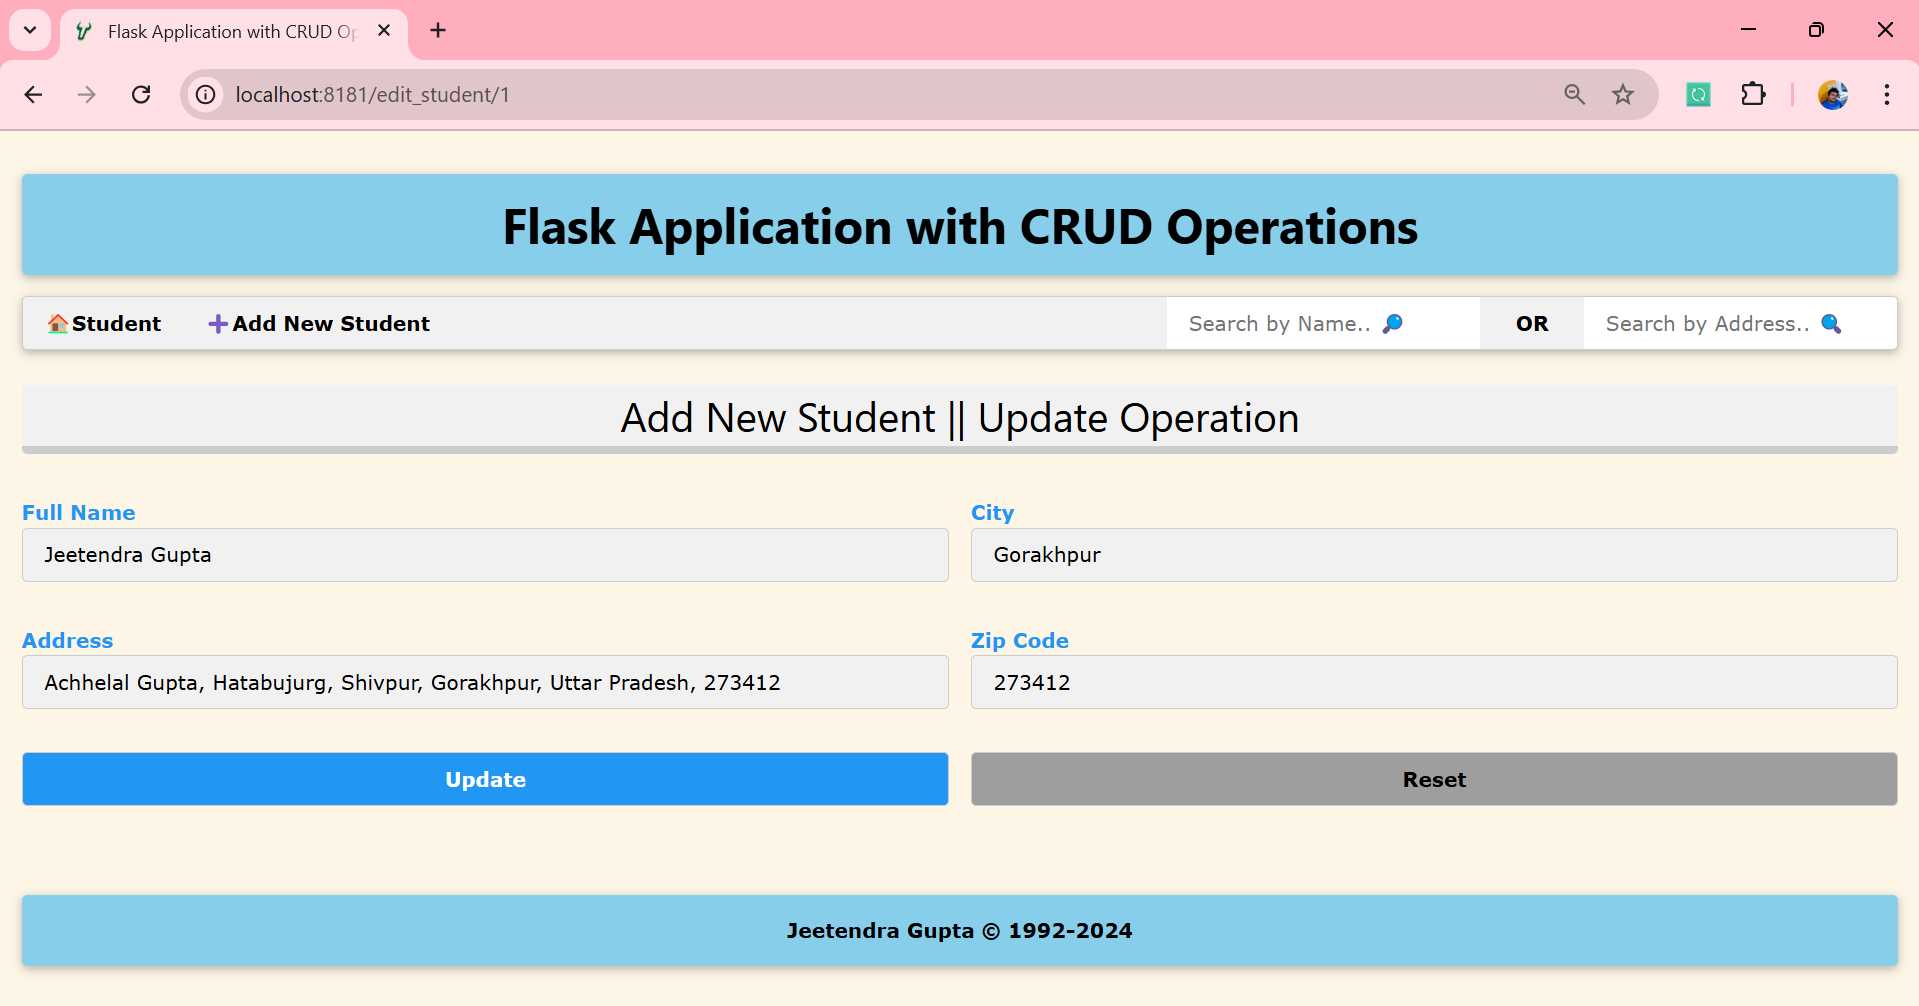 Flask Application with CRUD Op
localhost:8181/edit_student/1
Flask Application with CRUD Operations
Student Add New Student Search by Name.. OR Search by Address..
Add New Student || Update Operation
Full Name City
Jeetendra Gupta Gorakhpur
Address Zip Code
Achhelal Gupta, Hatabujurg, Shivpur, Gorakhpur, Uttar Pradesh, 273412 273412
Update Reset
Jeetendra Gupta © 1992-2024